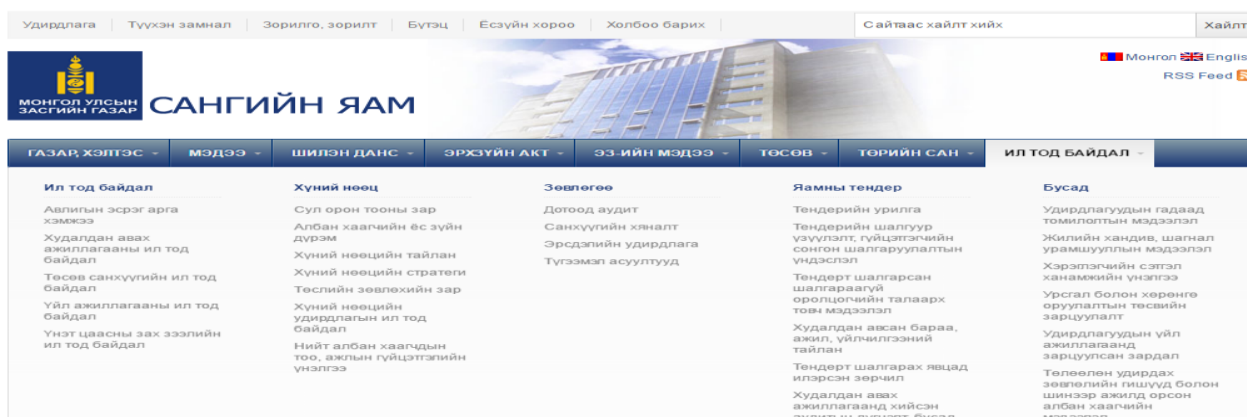 Удирдлага Түүхэн замнал Зорилго, зорилт Бүтэц Ёсзүйн хороо Холбоо барих Сайтаас хайлт хийх Хайлт
Монгол English
RSS Feed
МОНГОЛ УЛСЫН
ЗАСГИЙН ГАЗАР
САНГИЙН ЯАМ
ГАЗАР, ХЭЛТЭС МЭДЭЭ ШИЛЭН ДАНС ЭРХЗҮЙН АКТ ЭЗ-ИЙН МЭДЭЭ ТӨСӨВ ТӨРИЙН САН ИЛ ТОД БАЙДАЛ
Ил тод байдал
Авлигын эсрэг арга
хэмжээ
Худалдан авах
ажиллагааны ил тод
байдал
Төсөв санхүүгийн ил тод
байдал
Үйл ажиллагааны ил тод
байдал
Үнэт цаасны зах зээлийн
ил тод байдал
Хүний нөөц
Сул орон тооны зар
Албан хаагчийн ёс зүйн
дүрэм
Хүний нөөцийн тайлан
Хүний нөөцийн стратеги
Төслийн зөвлөхийн зар
Хүний нөөцийн
удирдлагын ил тод
байдал
Нийт албан хаагчдын
тоо, ажлын гүйцэтгэлийн
үнэлгээ
Зөвлөгөө
Дотоод аудит
Санхүүгийн хяналт
Эрсдэлийн удирдлага
Түгээмэл асуултууд
Яамны тендер
Тендерийн урилга
Тендерийн шалгуур
үзүүлэлт, гүйцэтгэгчийн
сонгон шалгаруулалтын
үндэслэл
Тендерт шалгарсан
шалгараагүй
оролцогчийн талаарх
товч мэдээлэл
Худалдан авсан бараа,
ажил, үйлчилгээний
тайлан
Тендерт шалгарах явцад
илэрсэн зөрчил
Худалдан авах
ажиллагаанд хийсэн
аудитын дүгнэлт, бусад
Бусад
Удирдлагуудын гадаад
томилолтын мэдээлэл
Жилийн хандив, шагнал
урамшууллын мэдээлэл
Хэрэглэгчийн сэтгэл
ханамжийн үнэлгээ
Урсгал болон хөрөнгө
оруулалтын төсвийн
зарцуулалт
Удирдлагуудын үйл
ажиллагаанд
зарцуулсан зардал
Төлөөлөн удирдах
зөвлөлийн гишүүд болон
шинээр ажилд орсон
албан хаагчийн
мэдээлэл